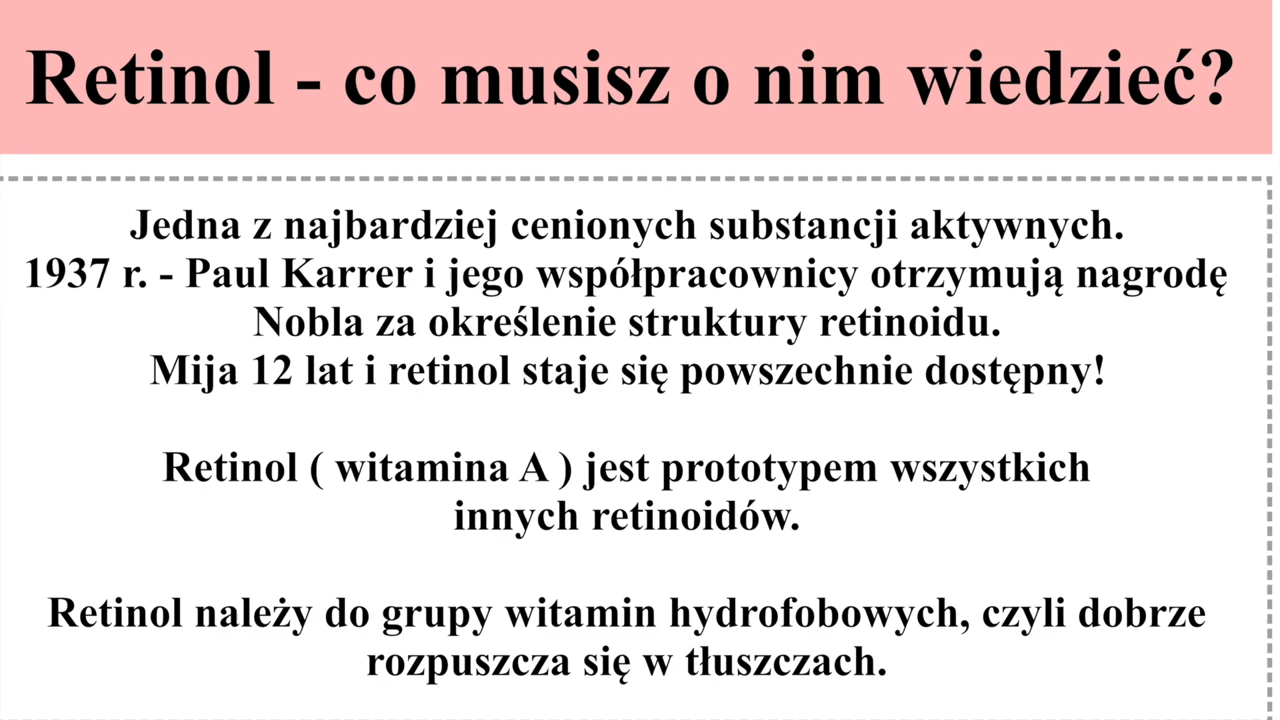 Retinol - co musisz o nim wiedzieć?
Jedna z najbardziej cenionych substancji aktywnych.
1937 r. - Paul Karrer i jego współpracownicy otrzymują nagrodę
Nobla za określenie struktury retinoidu.
Mija 12 lat i retinol staje się powszechnie dostępny!
Retinol ( witamina A ) jest prototypem wszystkich
innych retinoidów.
Retinol należy do grupy witamin hydrofobowych, czyli dobrze
rozpuszcza się w tłuszczach.